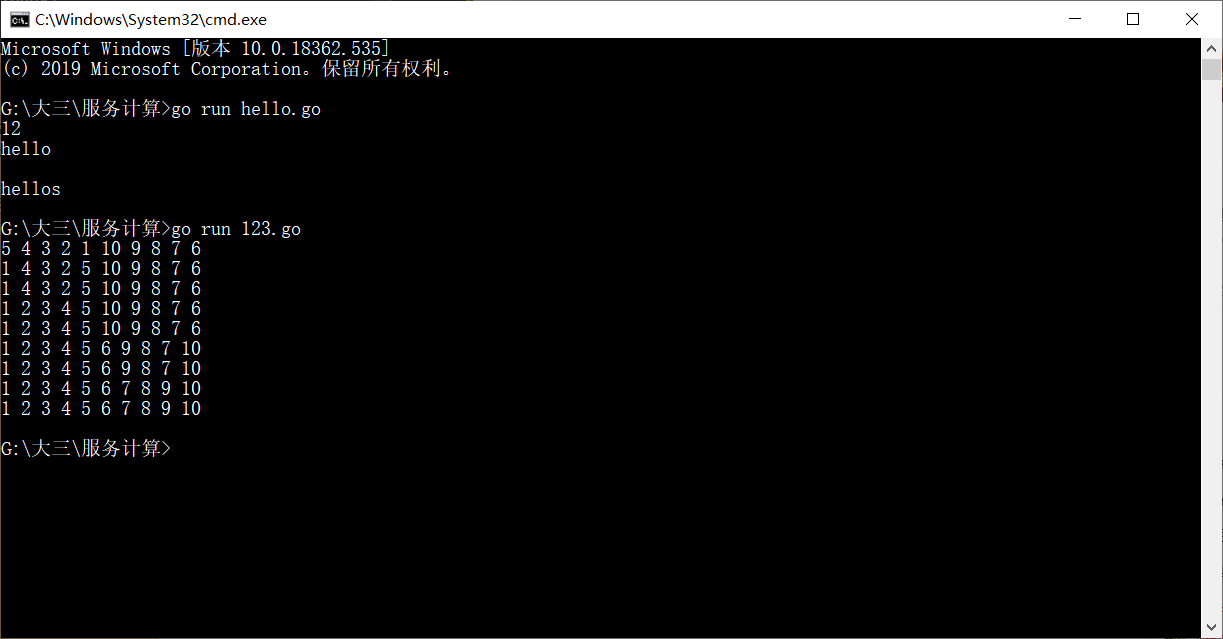 C:\Windows\System32\cmd.exe
Microsoft Windows [版本 10.0.18362.535]
(c) 2019 Microsoft Corporation。保留所有权利。
G:\大三\服务计算>go run hello.go
12
hello
hellos
G:\大三\服务计算>go run 123.go
5 4 3 2 1 10 9 8 7 6
1 4 3 2 5 10 9 8 7 6
1 4 3 2 5 10 9 8 7 6
1 2 3 4 5 10 9 8 7 6
1 2 3 4 5 10 9 8 7 6
1 2 3 4 5 6 9 8 7 10
1 2 3 4 5 6 9 8 7 10
1 2 3 4 5 6 7 8 9 10
1 2 3 4 5 6 7 8 9 10
G:\大三\服务计算>